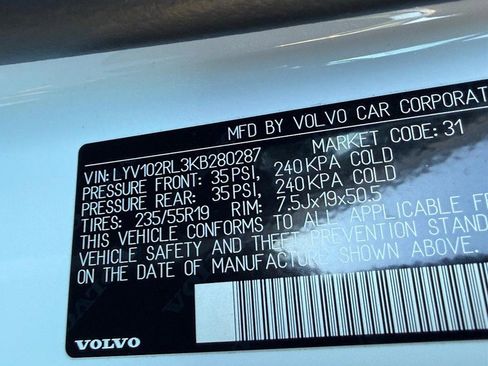 MFD BY VOLVO CAR CORPORAT
MARKET CODE: 31
VIN: LYV102RL3KB280287
PRESSURE FRONT: 35PSI, 240KPA COLD
PRESSURE REAR: 35PSI, 240KPA COLD
TIRES: 235/55R19 RIM: 7.5Jx19x50.5
THIS VEHICLE CONFORMS TO ALL APPLICABLE FE
VEHICLE SAFETY AND THEFT PREVENTION STAN
ON THE DATE OF MANUFACTURE SHOWN ABOVE.
VOLVO